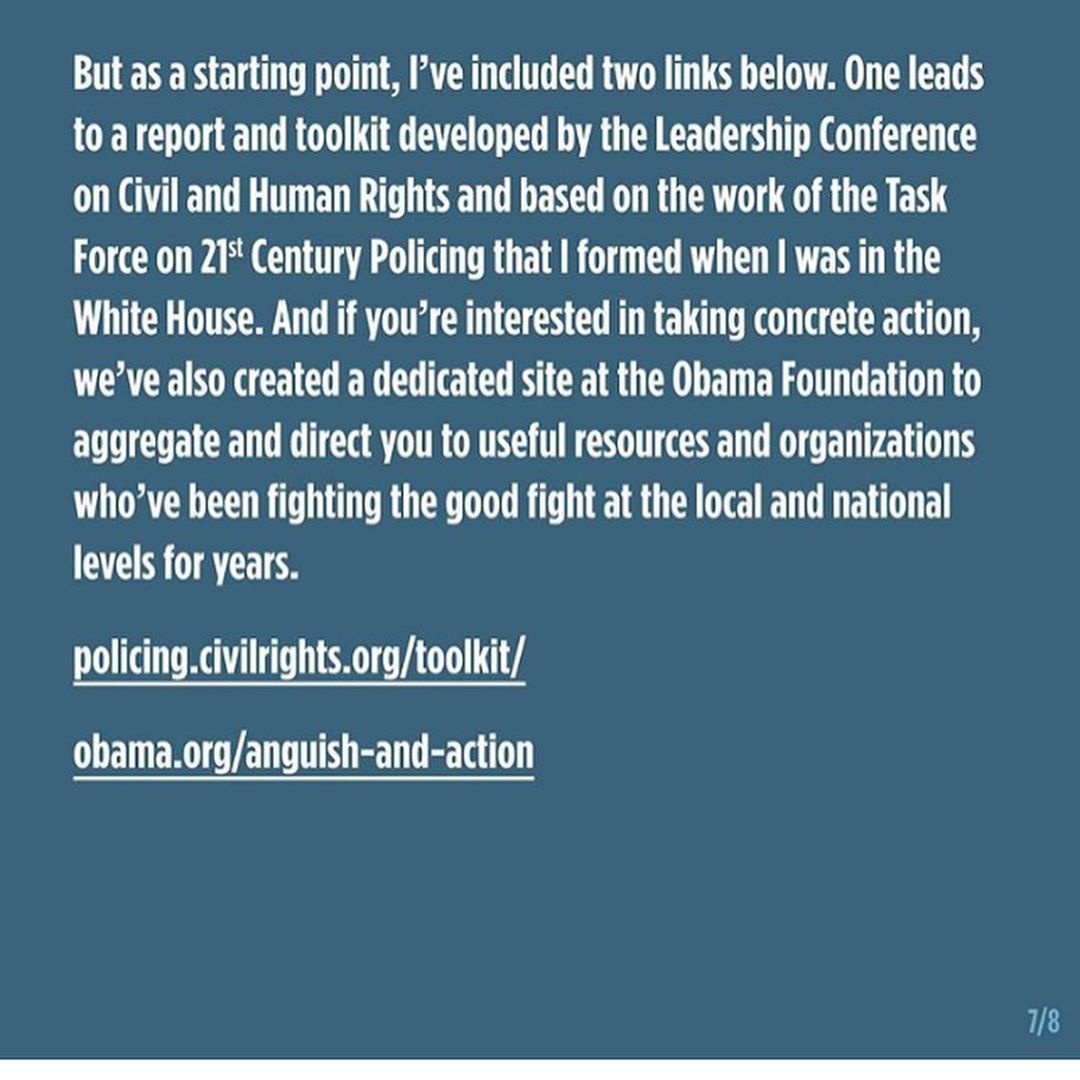 But as a starting point, I’ve included two links below. One leads
to a report and toolkit developed by the Leadership Conference
on Civil and Human Rights and based on the work of the Task
Force on 21st Century Policing that I formed when I was in the
White House. And if you’re interested in taking concrete action,
we’ve also created a dedicated site at the Obama Foundation to
aggregate and direct you to useful resources and organizations
who’ve been fighting the good fight at the local and national
levels for years.
policing.civilrights.org/toolkit/
obama.org/anguish-and-action
7/8